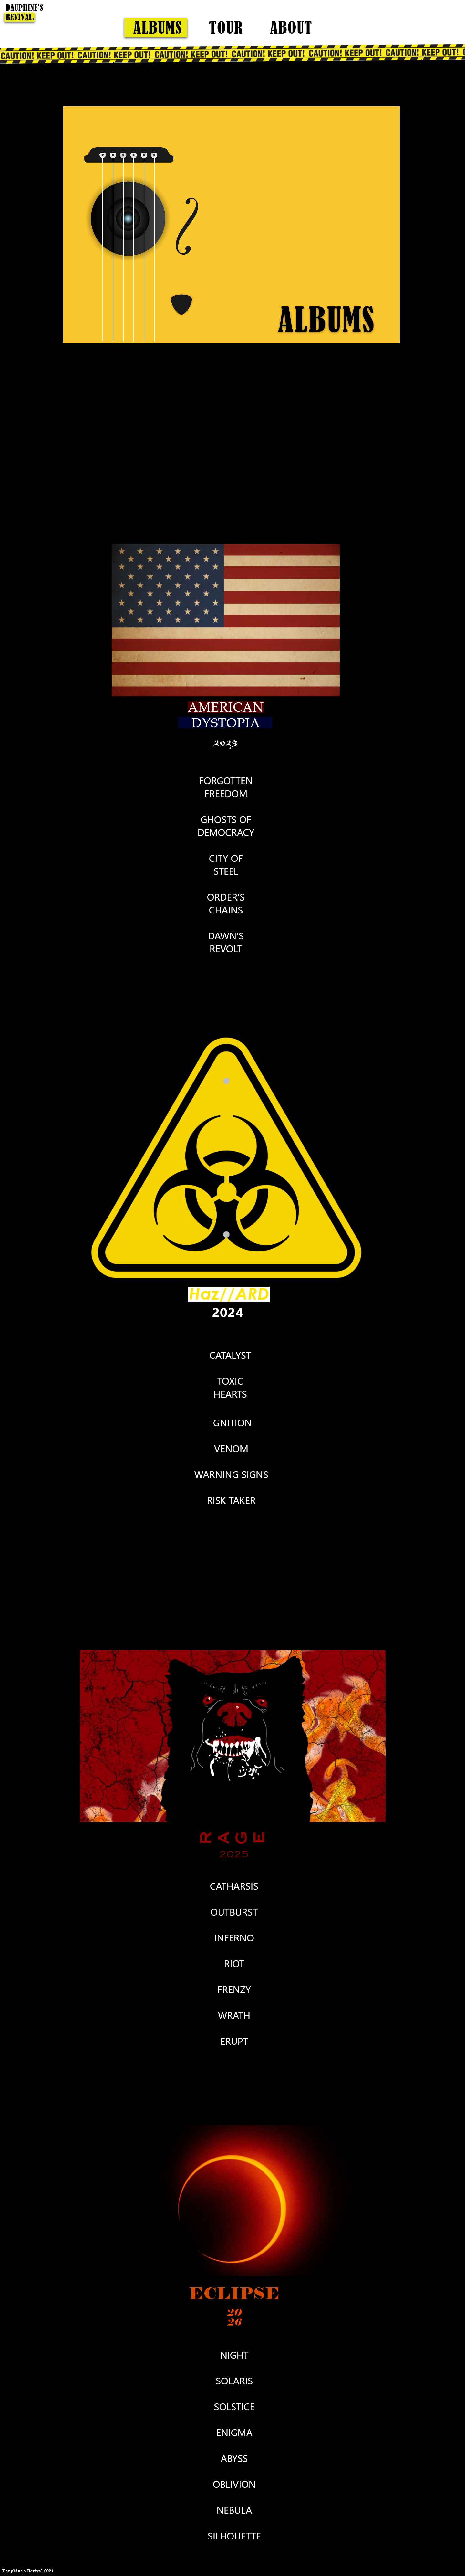 DAUPHINE'S
REVIVAL.
ALBUMS TOUR ABOUT
CAUTION! KEEP OUT! CAUTION! KEEP OUT! CAUTION! KEEP OUT! CAUTION! KEEP OUT! CAUTION! KEEP OUT! CAUTION! KEEP OUT!
ALBUMS
AMERICAN
DYSTOPIA
2023
FORGOTTEN
FREEDOM
GHOSTS OF
DEMOCRACY
CITY OF
STEEL
ORDER'S
CHAINS
DAWN'S
REVOLT
Haz//ARD
2024
CATALYST
TOXIC
HEARTS
IGNITION
VENOM
WARNING SIGNS
RISK TAKER
RAGE
2025
CATHARSIS
OUTBURST
INFERNO
RIOT
FRENZY
WRATH
ERUPT
ECLIPSE
20
26
NIGHT
SOLARIS
SOLSTICE
ENIGMA
ABYSS
OBLIVION
NEBULA
SILHOUETTE
Dauphine's Revival 2024